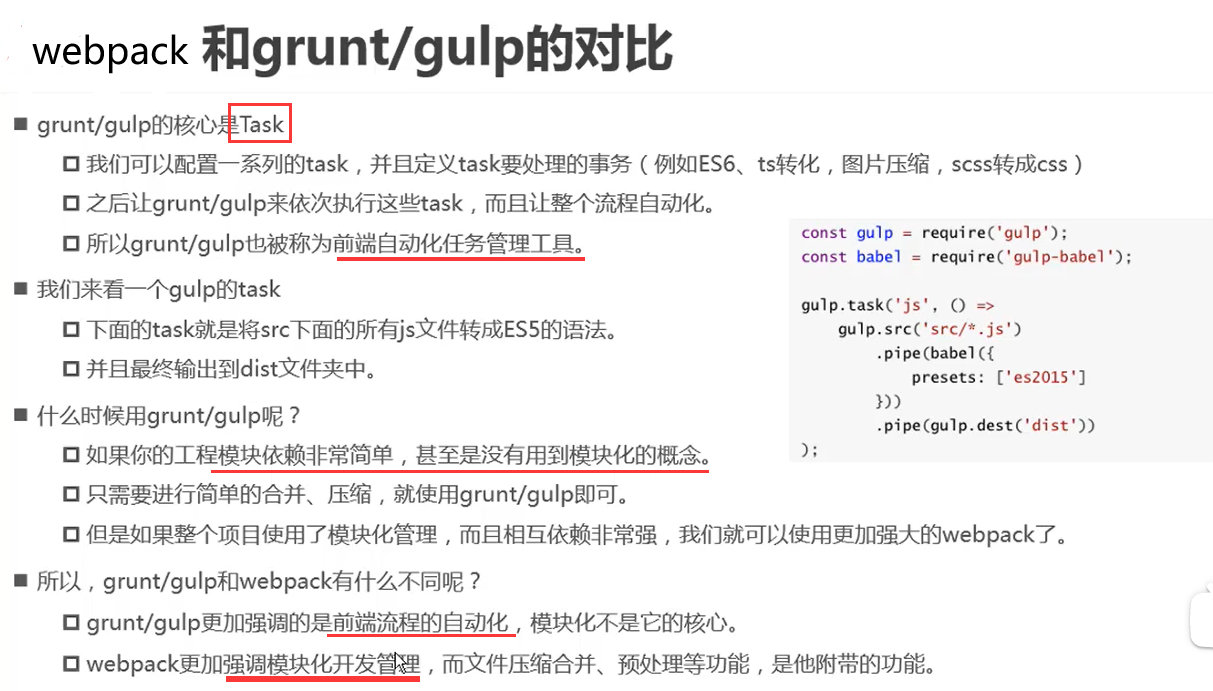 webpack 和grunt/gulp的对比
grunt/gulp的核心是Task
我们可以配置一系列的task，并且定义task要处理的事务（例如ES6、ts转化，图片压缩，scss转成css）
之后让grunt/gulp来依次执行这些task，而且让整个流程自动化。
所以grunt/gulp也被称为前端自动化任务管理工具。
我们来看一个gulp的task
下面的task就是将src下面的所有js文件转成ES5的语法。
并且最终输出到dist文件夹中。
什么时候用grunt/gulp呢？
如果你的工程模块依赖非常简单，甚至是没有用到模块化的概念。
只需要进行简单的合并、压缩，就使用grunt/gulp即可。
但是如果整个项目使用了模块化管理，而且相互依赖非常强，我们就可以使用更加强大的webpack了。
所以，grunt/gulp和webpack有什么不同呢？
grunt/gulp更加强调的是前端流程的自动化，模块化不是它的核心。
webpack更加强调模块化开发管理，而文件压缩合并、预处理等功能，是他附带的功能。
const gulp = require('gulp');
const babel = require('gulp-babel');
gulp.task('js', () =>
gulp.src('src/*.js')
.pipe(babel({
presets: ['es2015']
}))
.pipe(gulp.dest('dist'))
);